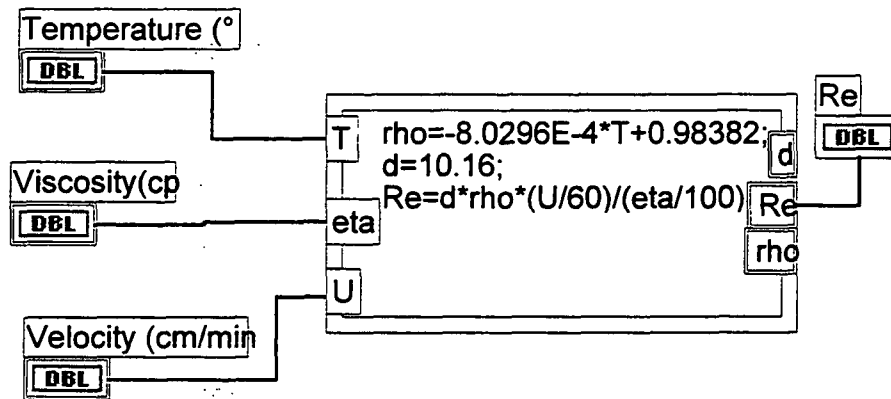 Temperature (°
DBL
Viscosity(cp
DBL
Velocity (cm/min
DBL
T
eta
U
rho=-8.0296E-4*T+0.98382;
d=10.16;
Re=d*rho*(U/60)/(eta/100)
d
Re
rho
Re
DBL